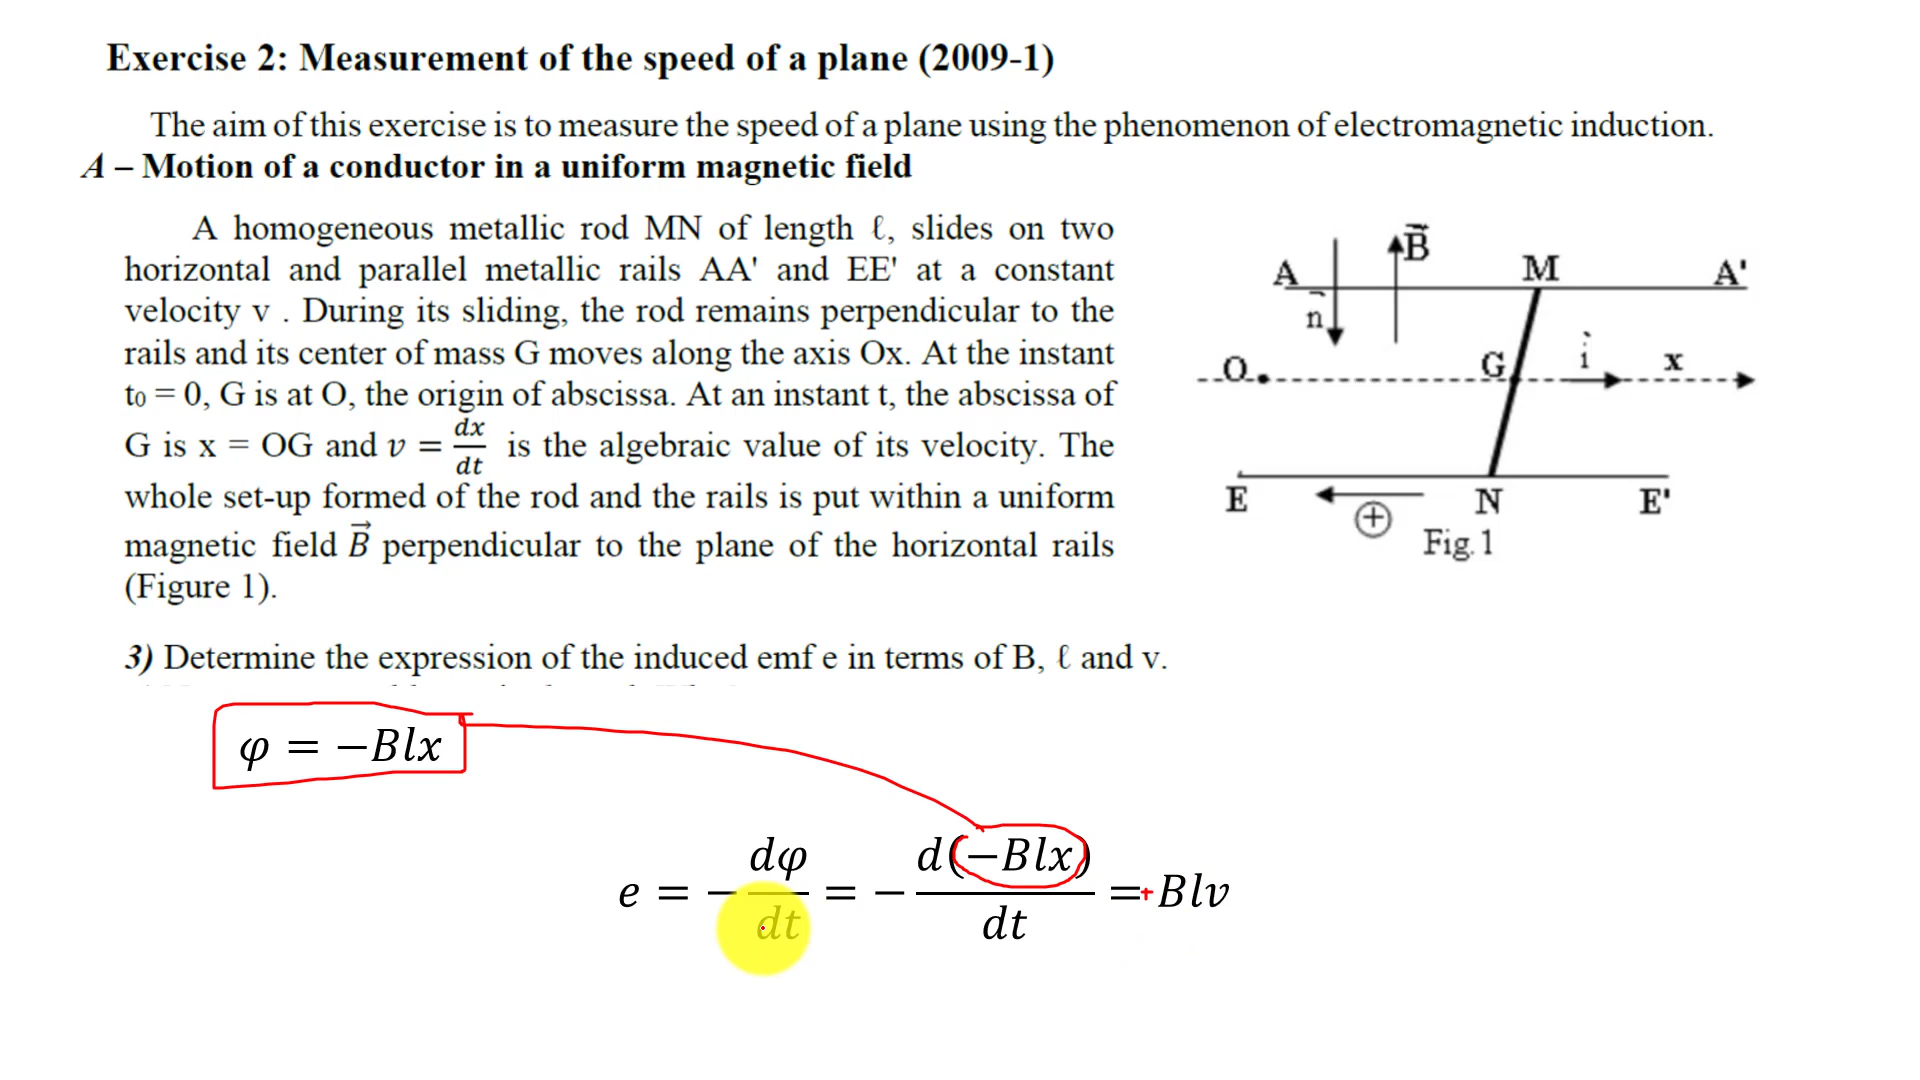 Exercise 2: Measurement of the speed of a plane (2009-1)
The aim of this exercise is to measure the speed of a plane using the phenomenon of electromagnetic induction.
A – Motion of a conductor in a uniform magnetic field
A homogeneous metallic rod MN of length ℓ, slides on two
horizontal and parallel metallic rails AA' and EE' at a constant
velocity v . During its sliding, the rod remains perpendicular to the
rails and its center of mass G moves along the axis Ox. At the instant
t₀ = 0, G is at O, the origin of abscissa. At an instant t, the abscissa of
G is x = OG and v = dx/dt is the algebraic value of its velocity. The
whole set-up formed of the rod and the rails is put within a uniform
magnetic field B⃗ perpendicular to the plane of the horizontal rails
(Figure 1).
A B⃗ M A'
n⃗
O G i⃗ x
E ⊕ N E'
Fig. 1
3) Determine the expression of the induced emf e in terms of B, ℓ and v.
φ = −Blx
e = − dφ/dt = − d(−Blx)/dt = + Blv